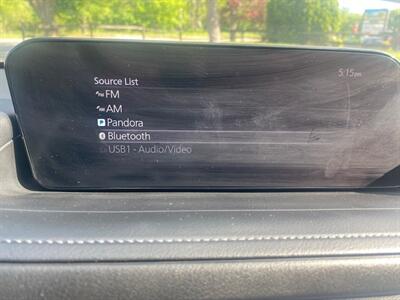 Source List
5:15pm
FM
AM
Pandora
Bluetooth
USB1 - Audio/Video